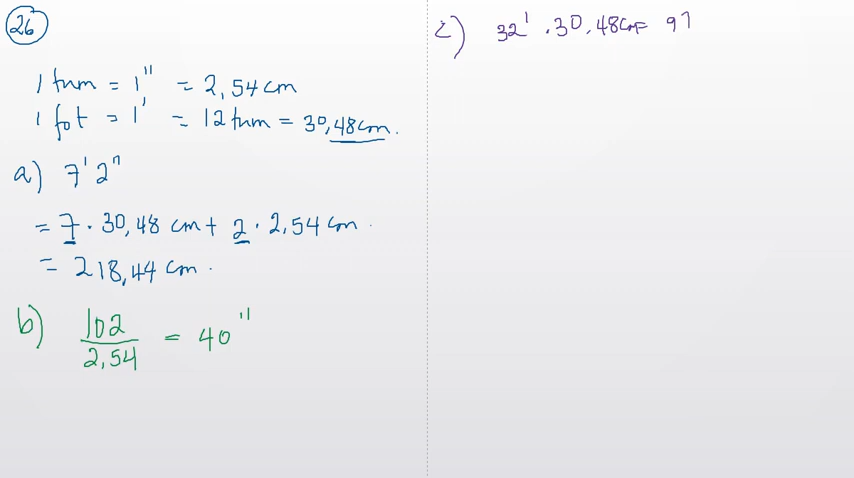 26
1 tum = 1" = 2,54 cm
1 fot = 1' = 12 tum = 30,48 cm.
a) 7' 2"
= 7 · 30,48 cm + 2 · 2,54 cm.
= 218,44 cm.
b) 102/2,54 = 40"
c) 32' · 30,48 cm = 97